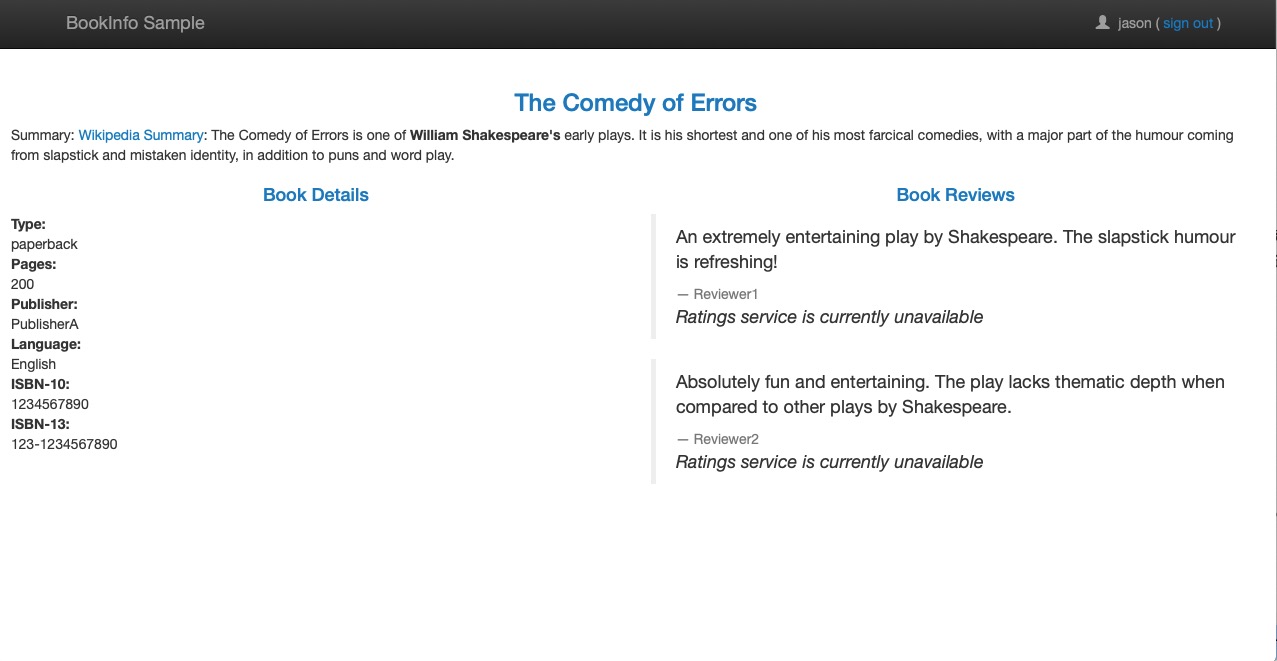 BookInfo Sample
jason ( sign out )
The Comedy of Errors
Summary: Wikipedia Summary: The Comedy of Errors is one of William Shakespeare's early plays. It is his shortest and one of his most farcical comedies, with a major part of the humour coming
from slapstick and mistaken identity, in addition to puns and word play.
Book Details
Type:
paperback
Pages:
200
Publisher:
PublisherA
Language:
English
ISBN-10:
1234567890
ISBN-13:
123-1234567890
Book Reviews
An extremely entertaining play by Shakespeare. The slapstick humour
is refreshing!
— Reviewer1
Ratings service is currently unavailable
Absolutely fun and entertaining. The play lacks thematic depth when
compared to other plays by Shakespeare.
— Reviewer2
Ratings service is currently unavailable